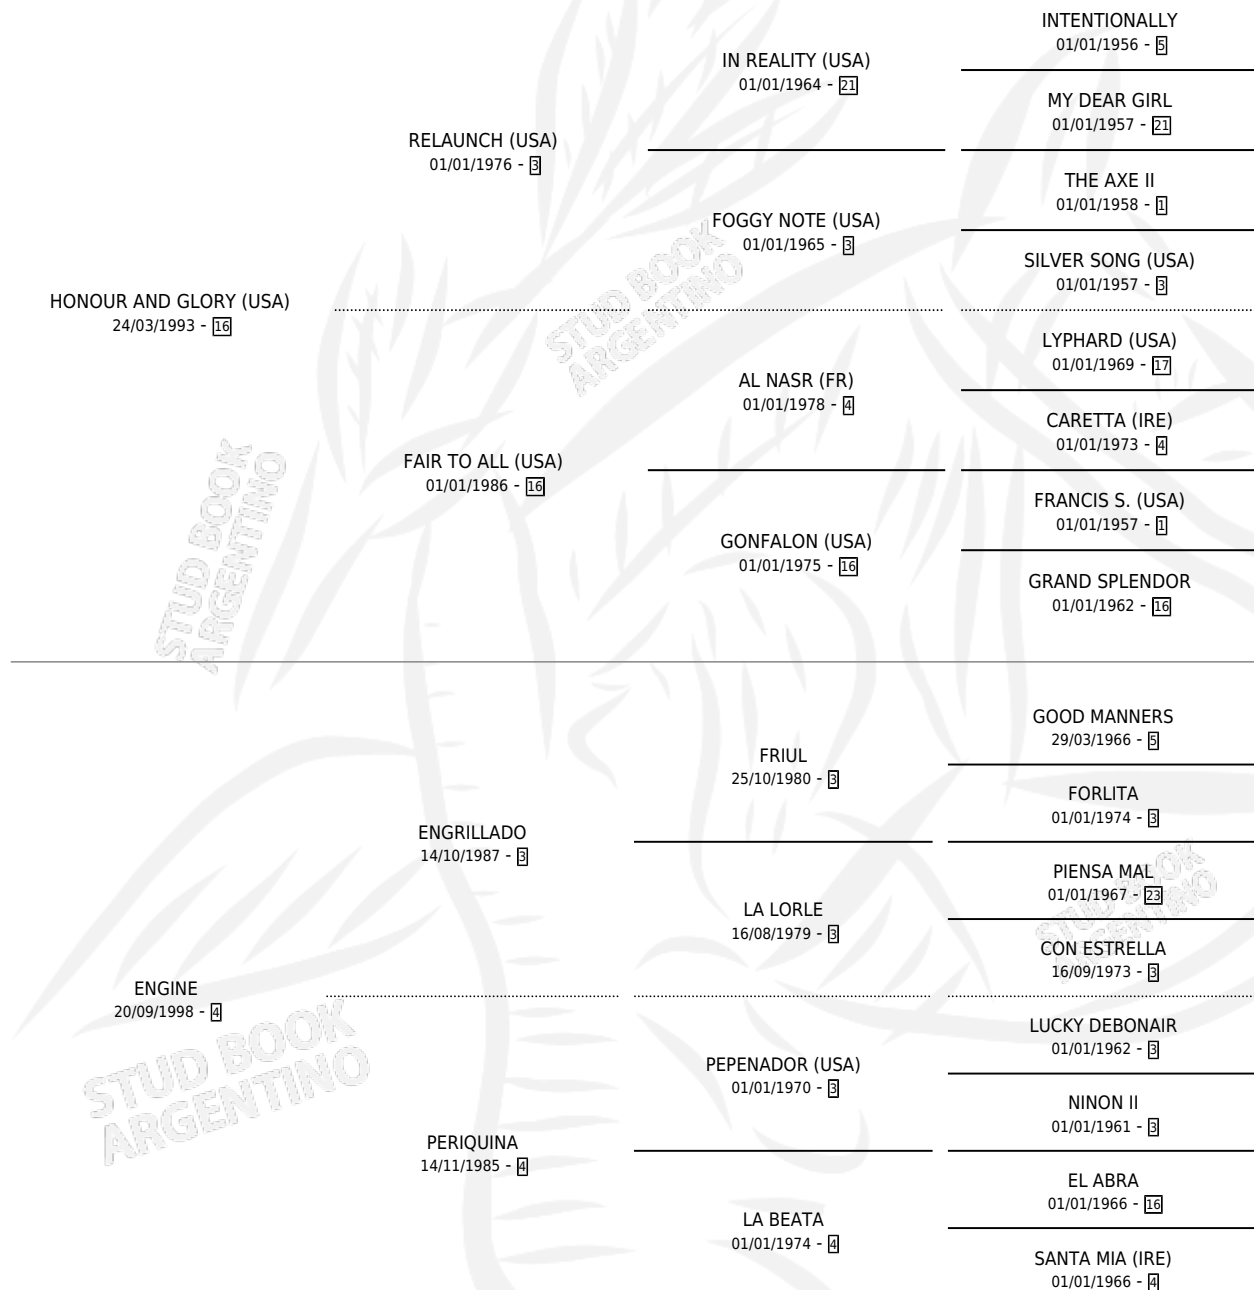 INTENTIONALLY
01/01/1956 - 5
IN REALITY (USA)
01/01/1964 - 21
MY DEAR GIRL
01/01/1957 - 21
RELAUNCH (USA)
01/01/1976 - 3
THE AXE II
01/01/1958 - 1
FOGGY NOTE (USA)
01/01/1965 - 3
SILVER SONG (USA)
01/01/1957 - 3
HONOUR AND GLORY (USA)
24/03/1993 - 16
LYPHARD (USA)
01/01/1969 - 17
AL NASR (FR)
01/01/1978 - 4
CARETTA (IRE)
01/01/1973 - 4
FAIR TO ALL (USA)
01/01/1986 - 16
FRANCIS S. (USA)
01/01/1957 - 1
GONFALON (USA)
01/01/1975 - 16
GRAND SPLENDOR
01/01/1962 - 16
GOOD MANNERS
29/03/1966 - 5
FRIUL
25/10/1980 - 3
FORLITA
01/01/1974 - 3
ENGRILLADO
14/10/1987 - 3
PIENSA MAL
01/01/1967 - 23
LA LORLE
16/08/1979 - 3
CON ESTRELLA
16/09/1973 - 3
ENGINE
20/09/1998 - 4
LUCKY DEBONAIR
01/01/1962 - 3
PEPENADOR (USA)
01/01/1970 - 3
NINON II
01/01/1961 - 3
PERIQUINA
14/11/1985 - 4
EL ABRA
01/01/1966 - 16
LA BEATA
01/01/1974 - 4
SANTA MIA (IRE)
01/01/1966 - 4
STUD BOOK
ARGENTINO
STUD BOOK
ARGENTINO
STUD BOOK
ARGENTINO
STUD BOOK
ARGENTINO